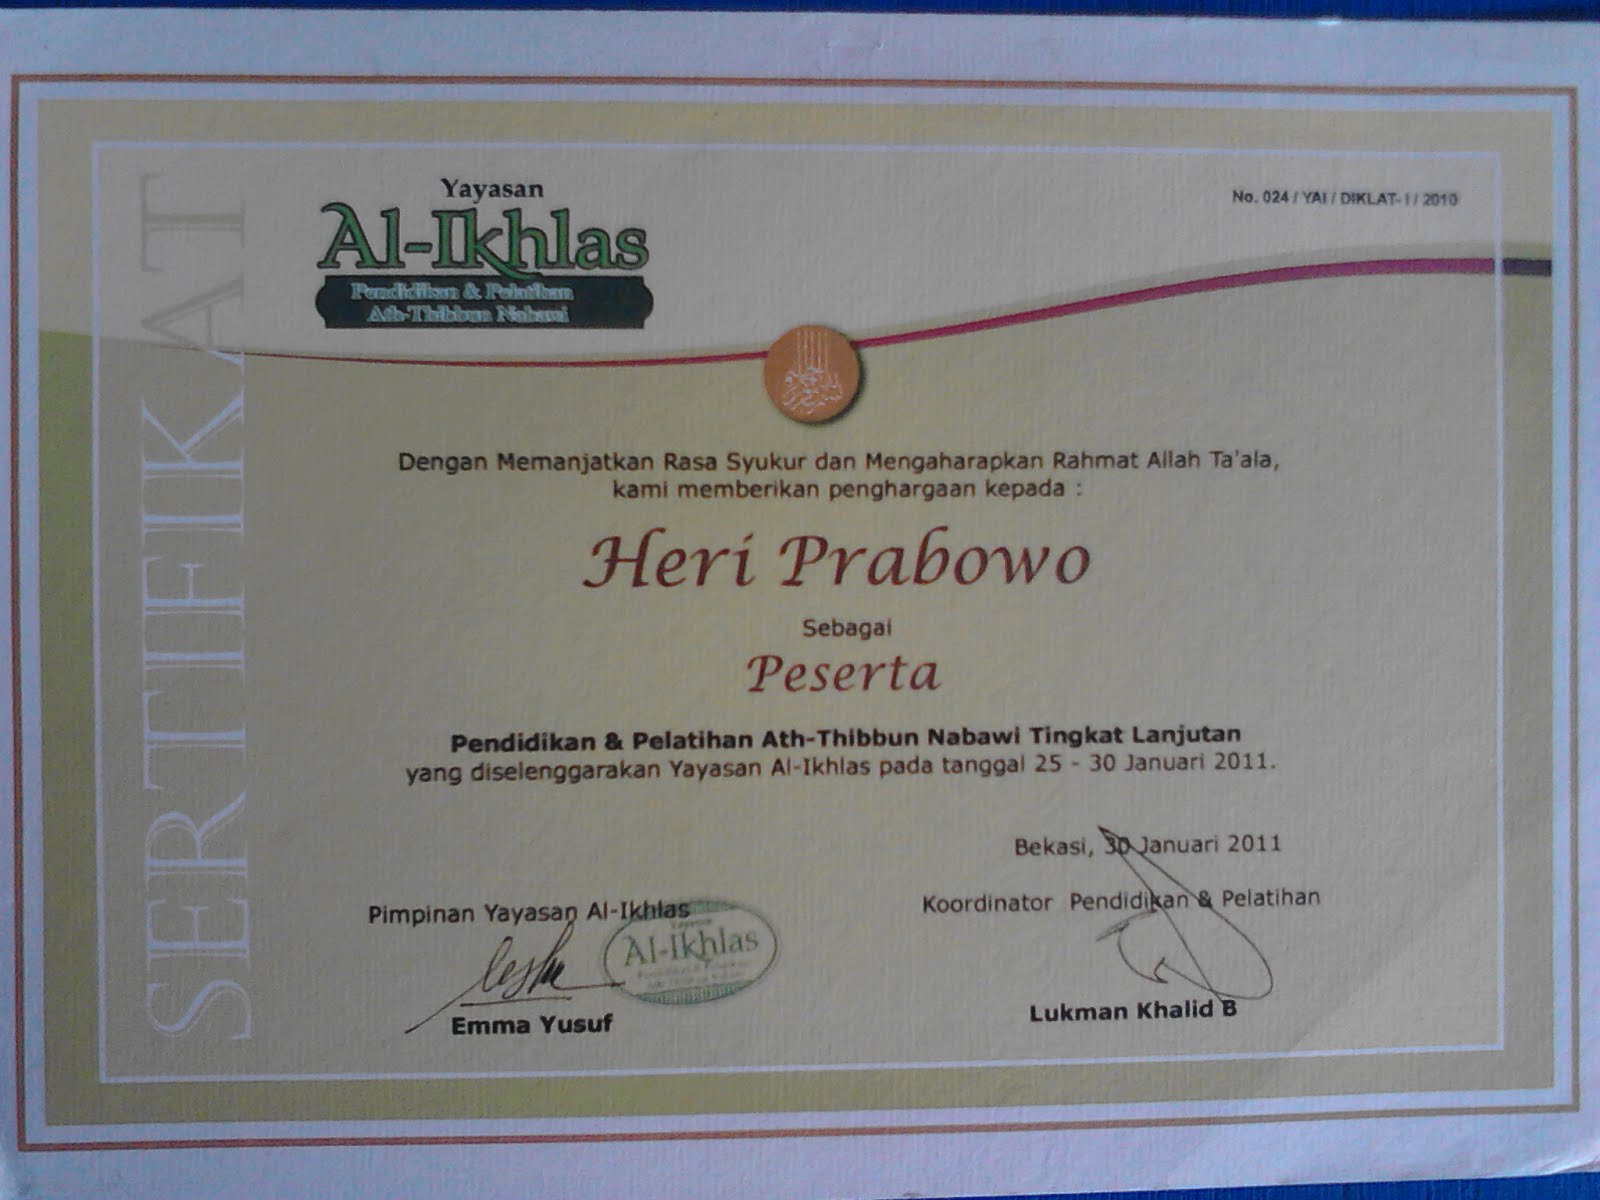 SERTIFIKAT
Yayasan
Al-Ikhlas
Pendidikan & Pelatihan
Ath-Thibbun Nabawi
No. 024 / YAI / DIKLAT-I / 2010
Dengan Memanjatkan Rasa Syukur dan Mengaharapkan Rahmat Allah Ta'ala,
kami memberikan penghargaan kepada :
Heri Prabowo
Sebagai
Peserta
Pendidikan & Pelatihan Ath-Thibbun Nabawi Tingkat Lanjutan
yang diselenggarakan Yayasan Al-Ikhlas pada tanggal 25 - 30 Januari 2011.
Bekasi, 30 Januari 2011
Pimpinan Yayasan Al-Ikhlas
Koordinator Pendidikan & Pelatihan
Yayasan
Al-Ikhlas
Emma Yusuf
Lukman Khalid B